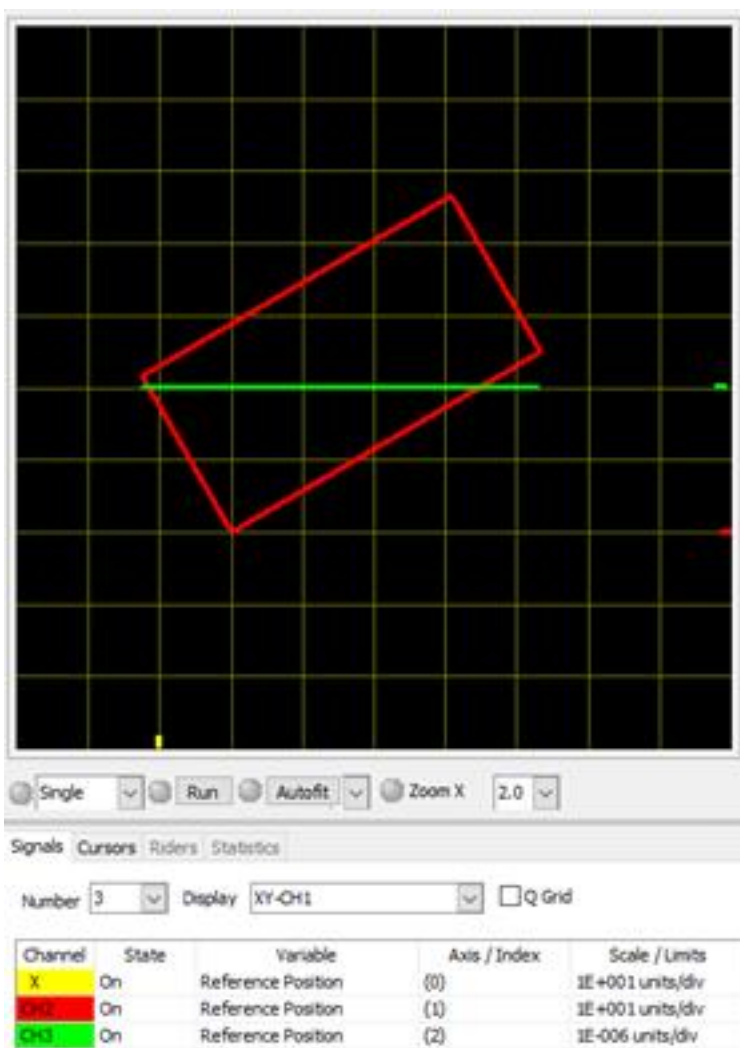 Single Run Autofit Zoom X 2.0
Signals Cursors Riders Statistics
Number 3 Display XY-CH1 Q Grid
Channel State Variable Axis / Index Scale / Limits
X On Reference Position (0) 1E+001 units/div
CH2 On Reference Position (1) 1E+001 units/div
CH3 On Reference Position (2) 1E-006 units/div